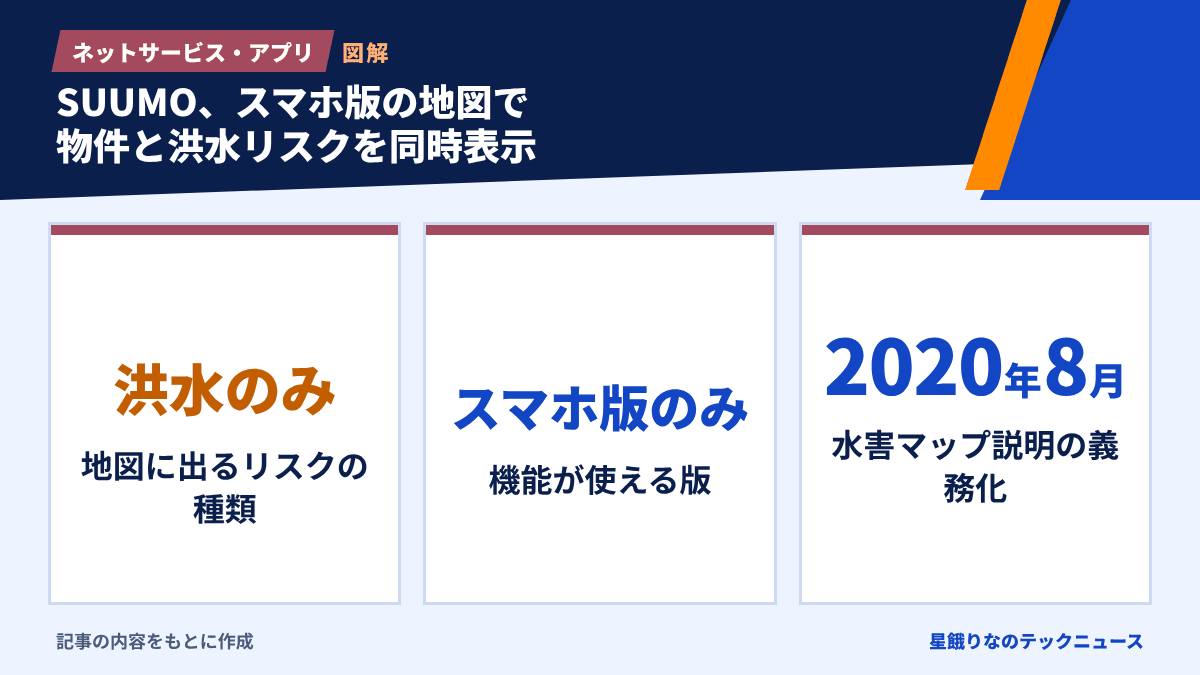 ネットサービス・アプリ 図解
SUUMO、スマホ版の地図で
物件と洪水リスクを同時表示
洪水のみ
地図に出るリスクの
種類
スマホ版のみ
機能が使える版
2020年8月
水害マップ説明の義
務化
記事の内容をもとに作成
星餓りなのテックニュース